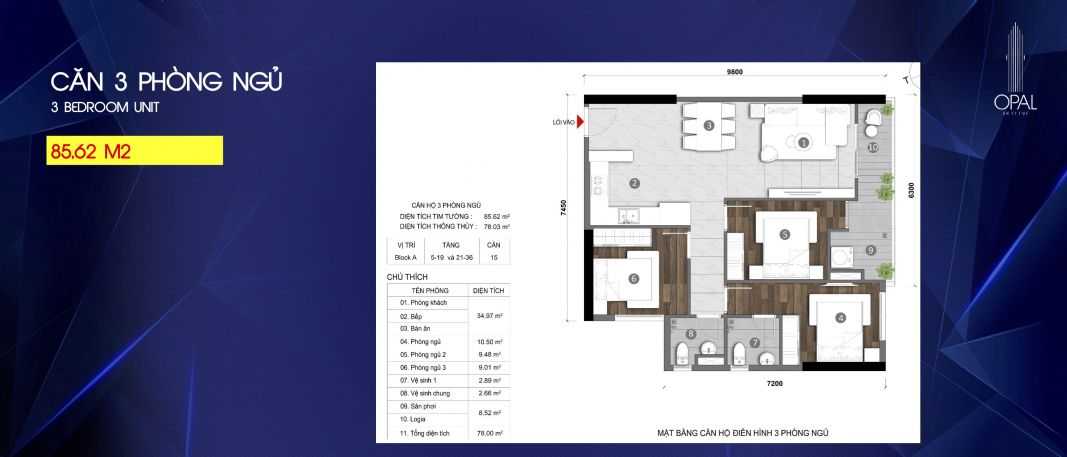 CĂN 3 PHÒNG NGỦ
3 BEDROOM UNIT
85.62 M2
OPAL
SKYLINE
CĂN HỘ 3 PHÒNG NGỦ
DIỆN TÍCH TIM TƯỜNG : 85.62 m²
DIỆN TÍCH THÔNG THỦY : 78.03 m²
VỊ TRÍ TẦNG CĂN
Block A 5-19 và 21-36 15
CHÚ THÍCH
TÊN PHÒNG DIỆN TÍCH
01. Phòng khách
02. Bếp 34.97 m²
03. Bàn ăn
04. Phòng ngủ 10.50 m²
05. Phòng ngủ 2 9.48 m²
06. Phòng ngủ 3 9.01 m²
07. Vệ sinh 1 2.89 m²
08. Vệ sinh chung 2.66 m²
09. Sân phơi
8.52 m²
10. Logia
11. Tổng diện tích 78.00 m²
9800
LỐI VÀO
7450
6300
7200
1
2
3
4
5
6
7
8
9
10
MẶT BẰNG CĂN HỘ ĐIỂN HÌNH 3 PHÒNG NGỦ